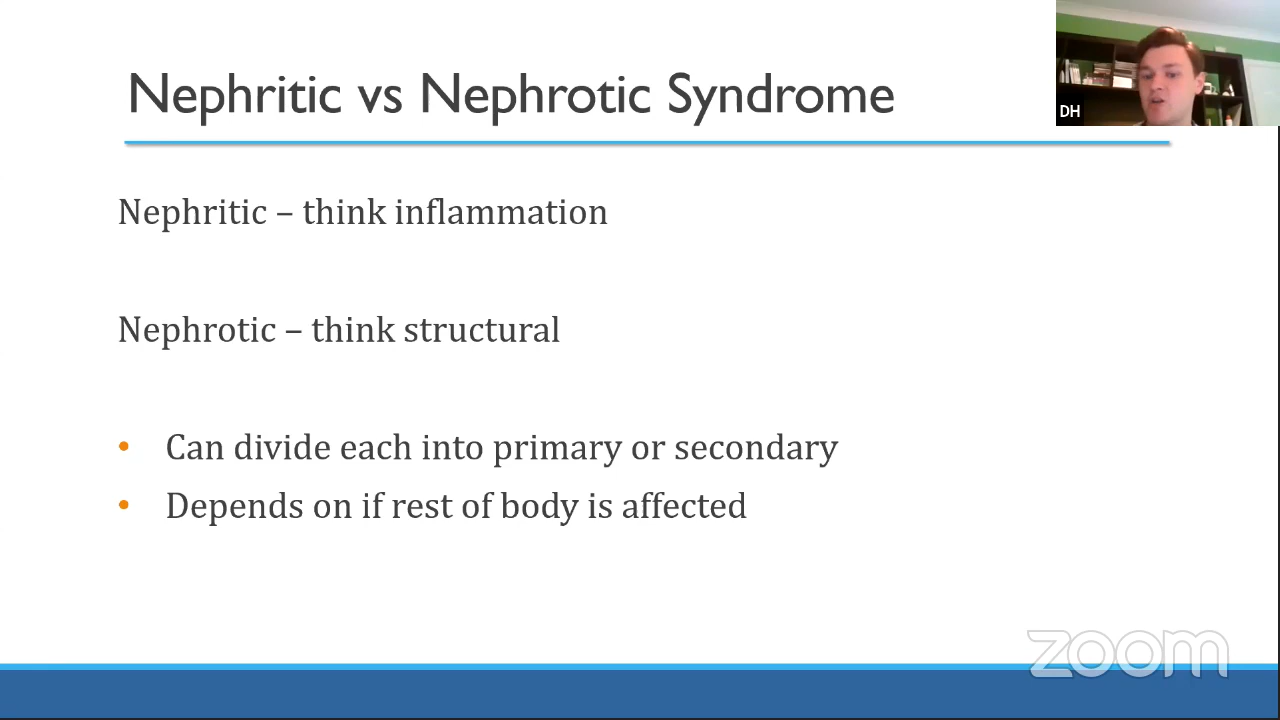 Nephritic vs Nephrotic Syndrome
DH
Nephritic – think inflammation
Nephrotic – think structural
• Can divide each into primary or secondary
• Depends on if rest of body is affected
zoom